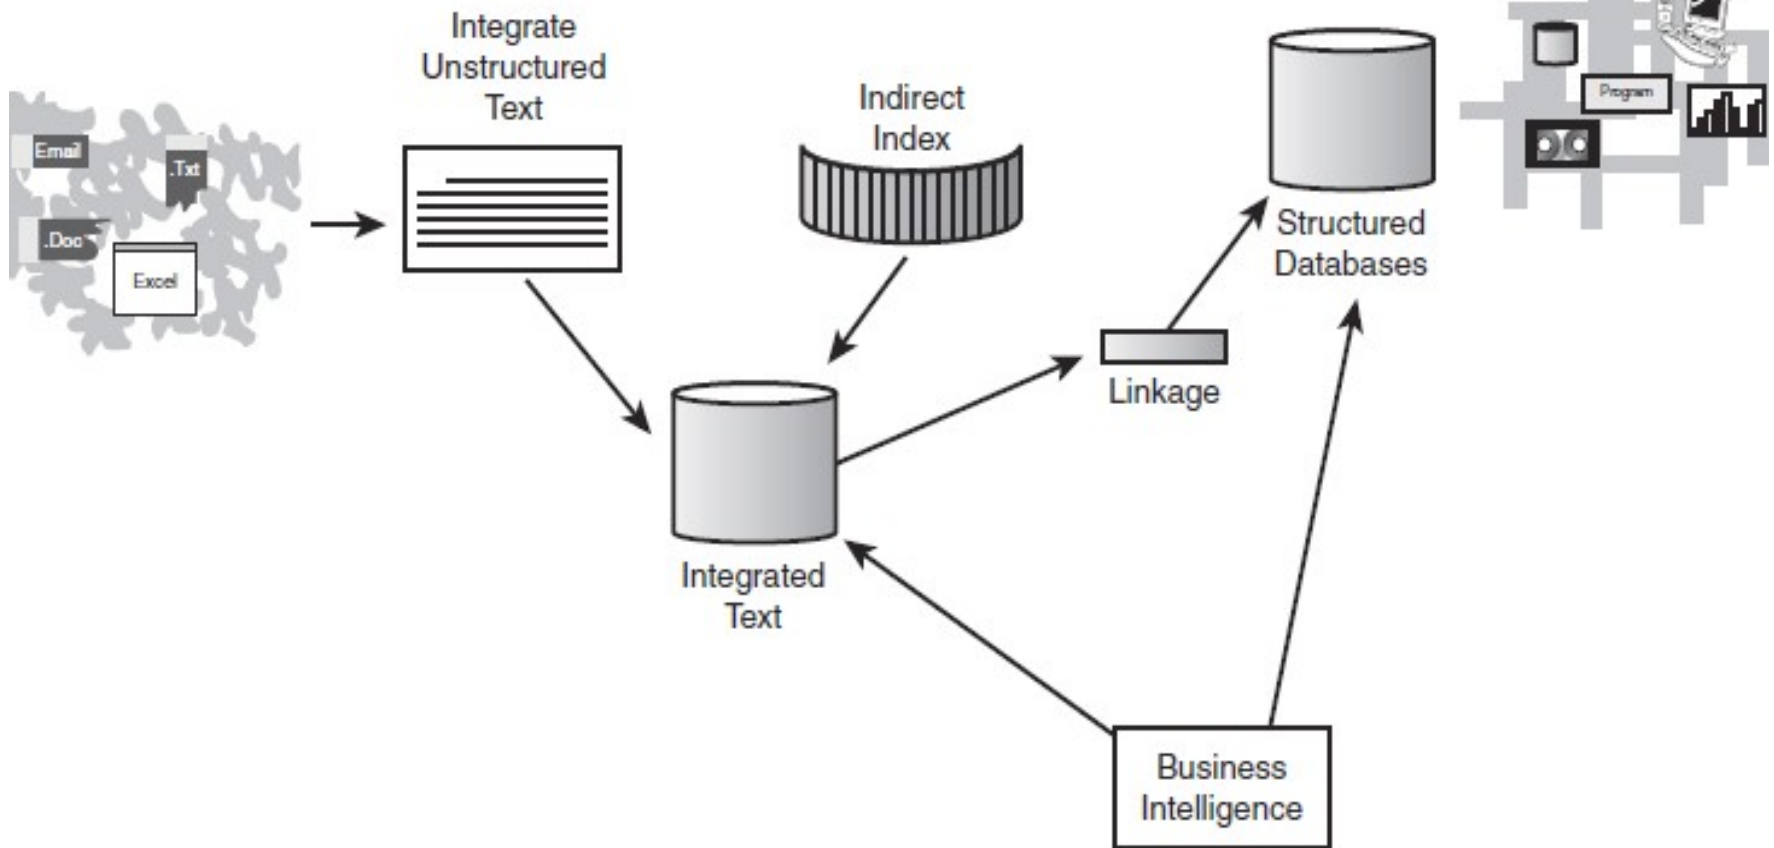 Integrate
Unstructured
Text
Email
.Txt
.Doc
Excel
Indirect
Index
Program
Structured
Databases
Linkage
Integrated
Text
Business
Intelligence